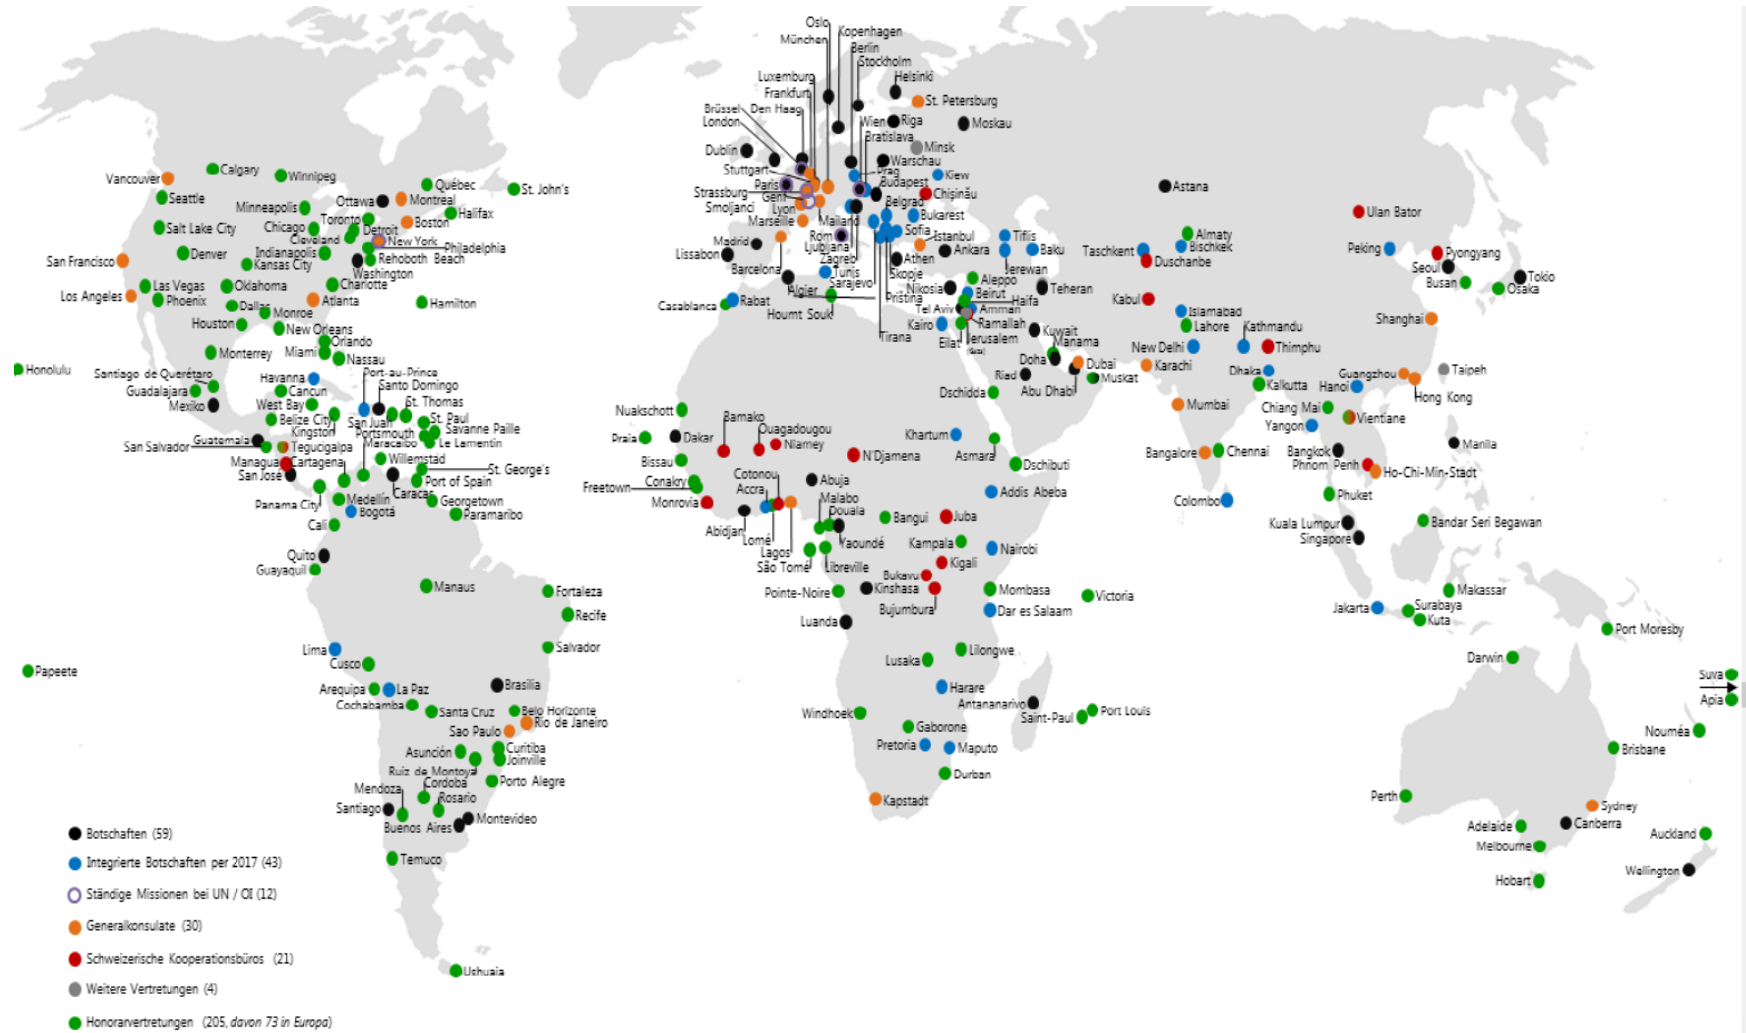 Oslo
München
Kopenhagen
Berlin
Stockholm
Luxemburg
Frankfurt
Helsinki
Brüssel
Den Haag
St. Petersburg
London
Wien
Riga
Moskau
Bratislava
Dublin
Minsk
Warschau
Stuttgart
Prag
Kiew
Paris
Budapest
Strassburg
Genf
Chișinău
Smoljanci
Lyon
Belgrad
Bukarest
Marseille
Mailand
Rom
Sofia
Istanbul
Madrid
Ljubljana
Ankara
Lissabon
Zagreb
Athen
Barcelona
Tunis
Skopje
Sarajevo
Algier
Pristina
Casablanca
Rabat
Houmt Souk
Tirana
Calgary
Winnipeg
Vancouver
Québec
St. John's
Seattle
Ottawa
Montreal
Minneapolis
Halifax
Toronto
Boston
Salt Lake City
Chicago
Detroit
Cleveland
New York
Philadelphia
Denver
Indianapolis
San Francisco
Kansas City
Rehoboth Beach
Washington
Las Vegas
Oklahoma
Charlotte
Los Angeles
Phoenix
Dallas
Atlanta
Hamilton
Monroe
Houston
New Orleans
Orlando
Monterrey
Miami
Nassau
Honolulu
Santiago de Querétaro
Havanna
Port-au-Prince
Santo Domingo
Guadalajara
Cancun
St. Thomas
Mexiko
West Bay
San Juan
St. Paul
Belize City
Kingston
Portsmouth
Savanne Paille
Guatemala
Maracaibo
Le Lamentin
San Salvador
Tegucigalpa
Willemstad
Managua
Cartagena
St. George's
San José
Port of Spain
Caracas
Panama City
Medellín
Georgetown
Bogotá
Paramaribo
Cali
Quito
Guayaquil
Manaus
Fortaleza
Recife
Lima
Salvador
Cusco
Papeete
Arequipa
La Paz
Brasilia
Cochabamba
Santa Cruz
Belo Horizonte
Rio de Janeiro
Sao Paulo
Asunción
Curitiba
Joinville
Ruiz de Montoya
Cordoba
Porto Alegre
Mendoza
Rosario
Santiago
Buenos Aires
Montevideo
Temuco
Ushuaia
Astana
Ulan Bator
Tiflis
Baku
Almaty
Taschkent
Bischkek
Peking
Pyongyang
Jerewan
Duschanbe
Seoul
Tokio
Aleppo
Teheran
Busan
Osaka
Nikosia
Beirut
Haifa
Kabul
Tel Aviv
Amman
Islamabad
Shanghai
Kairo
Ramallah
Lahore
Kathmandu
Eilat
Jerusalem
(Gaza)
Kuwait
Manama
New Delhi
Thimphu
Doha
Dubai
Karachi
Dhaka
Guangzhou
Taipeh
Riad
Abu Dhabi
Muskat
Kalkutta
Hanoi
Hong Kong
Dschidda
Mumbai
Chiang Mai
Vientiane
Nuakschott
Bamako
Ouagadougou
Yangon
Praia
Dakar
Niamey
Khartum
Manila
Bissau
N'Djamena
Asmara
Bangalore
Chennai
Bangkok
Phnom Penh
Dschibuti
Ho-Chi-Min-Stadt
Conakry
Cotonou
Abuja
Freetown
Accra
Malabo
Addis Abeba
Colombo
Phuket
Monrovia
Douala
Abidjan
Bangui
Juba
Kuala Lumpur
Bandar Seri Begawan
Lomé
Yaoundé
Singapore
Lagos
Kampala
Nairobi
São Tomé
Libreville
Kigali
Bukavu
Pointe-Noire
Kinshasa
Mombasa
Victoria
Makassar
Bujumbura
Dar es Salaam
Jakarta
Surabaya
Luanda
Kuta
Port Moresby
Lusaka
Lilongwe
Darwin
Suva
Harare
Antananarivo
Apia
Windhoek
Saint-Paul
Port Louis
Gaborone
Nouméa
Pretoria
Maputo
Brisbane
Durban
Kapstadt
Perth
Sydney
Adelaide
Canberra
Auckland
Melbourne
Wellington
Hobart
Botschaften (59)
Integrierte Botschaften per 2017 (43)
Ständige Missionen bei UN / OI (12)
Generalkonsulate (30)
Schweizerische Kooperationsbüros (21)
Weitere Vertretungen (4)
Honorarvertretungen (205, davon 73 in Europa)